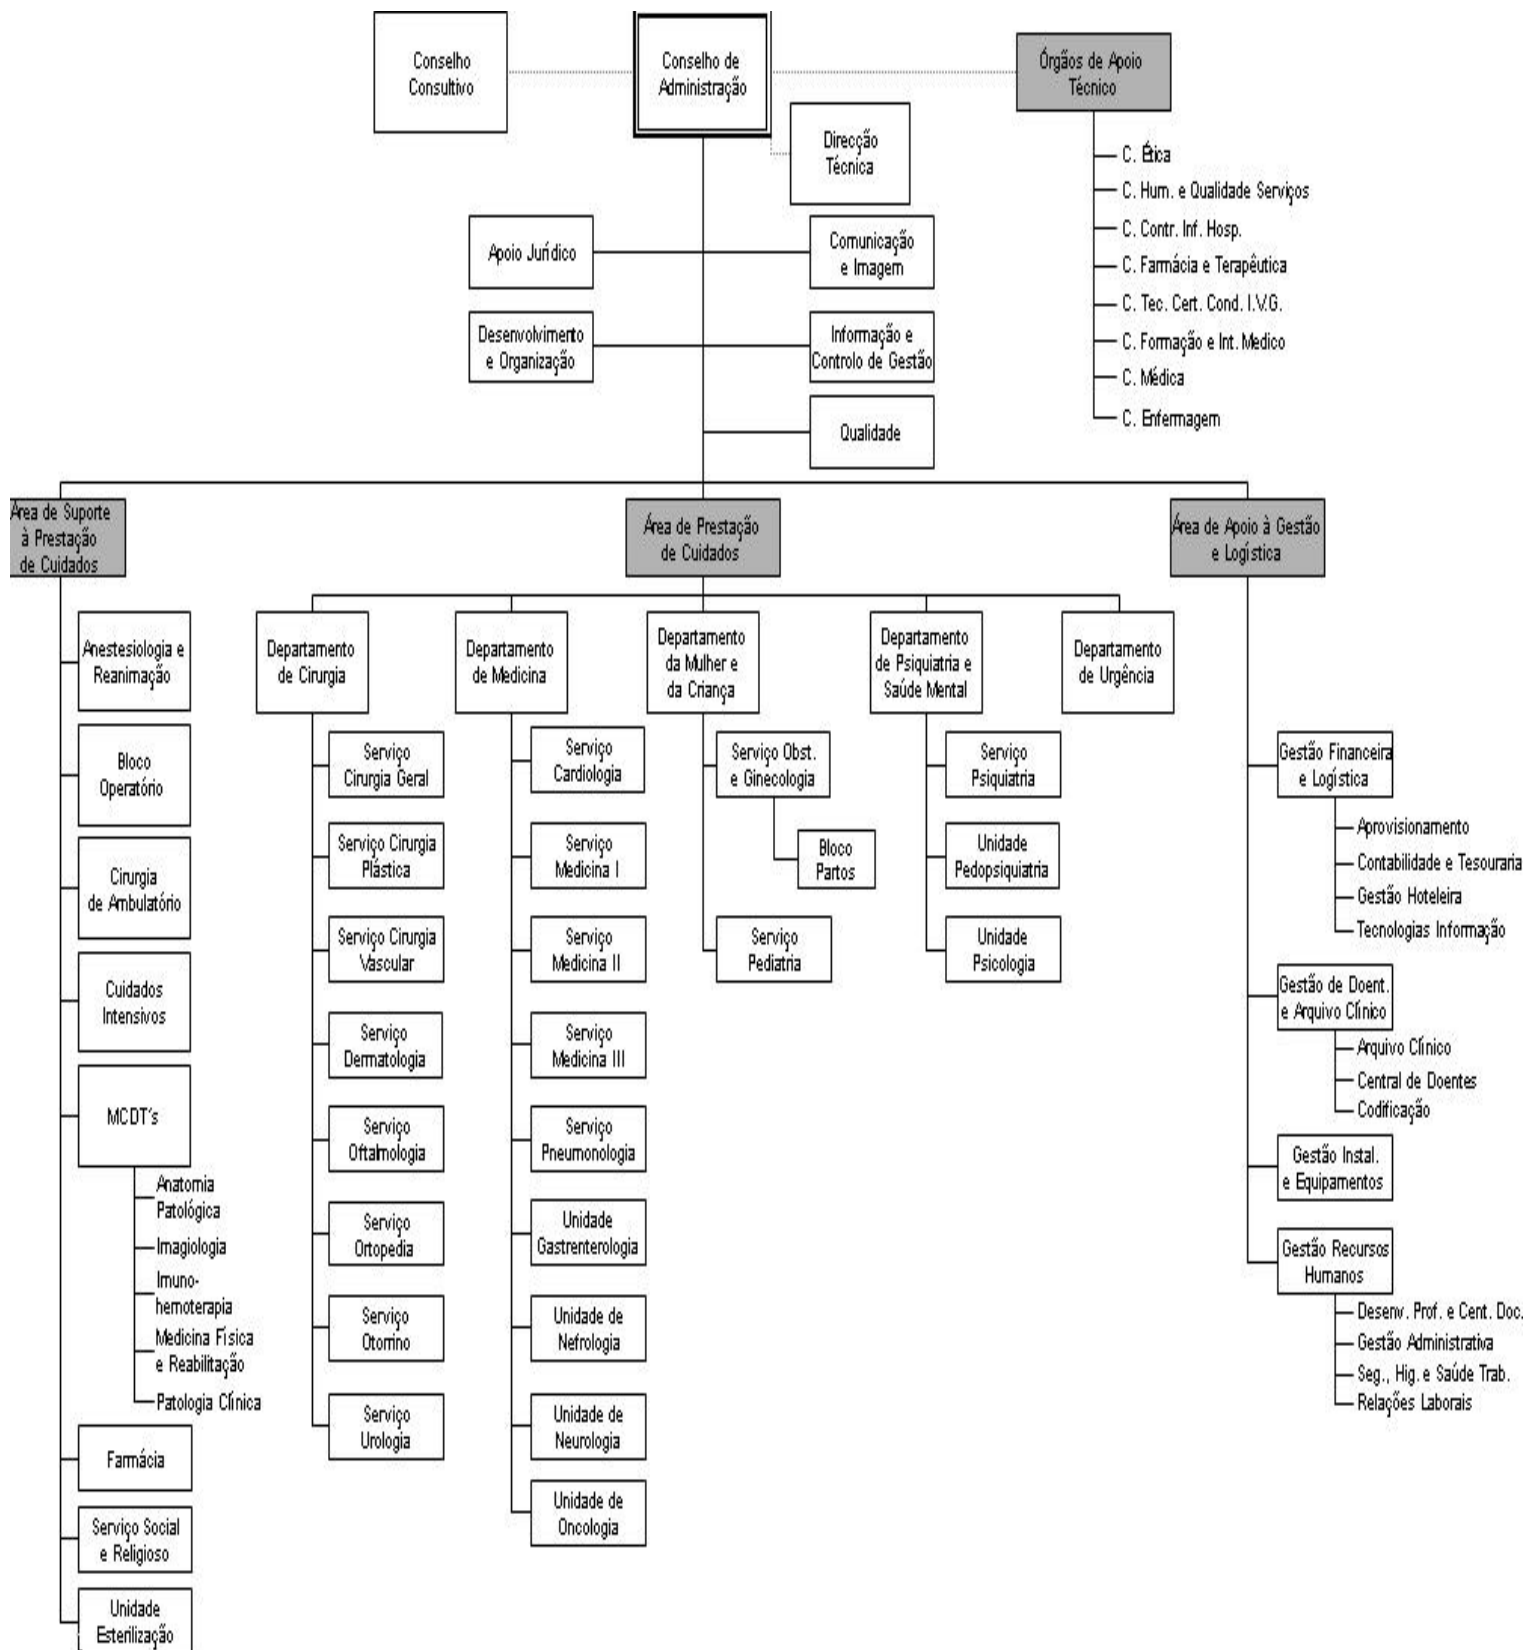 Conselho
Consultivo
Conselho de
Administração
Órgãos de Apoio
Técnico
Direcção
Técnica
C. Ética
C. Hum. e Qualidade Serviços
C. Contr. Inf. Hosp.
C. Farmácia e Terapêutica
C. Tec. Cert. Cond. I.V.G.
C. Formação e Int. Medico
C. Médica
C. Enfermagem
Apoio Jurídico
Comunicação
e Imagem
Desenvolvimento
e Organização
Informação e
Controlo de Gestão
Qualidade
Área de Suporte
à Prestação
de Cuidados
Área de Prestação
de Cuidados
Área de Apoio à Gestão
e Logística
Anestesiologia e
Reanimação
Bloco
Operatório
Cirurgia
de Ambulatório
Cuidados
Intensivos
MCDT's
Anatomia
Patológica
Imagiologia
Imuno-
hemoterapia
Medicina Física
e Reabilitação
Patologia Clínica
Farmácia
Serviço Social
e Religioso
Unidade
Esterilização
Departamento
de Cirurgia
Serviço
Cirurgia Geral
Serviço Cirurgia
Plástica
Serviço Cirurgia
Vascular
Serviço
Dermatologia
Serviço
Oftalmologia
Serviço
Ortopedia
Serviço
Otorrino
Serviço
Urologia
Departamento
de Medicina
Serviço
Cardiologia
Serviço
Medicina I
Serviço
Medicina II
Serviço
Medicina III
Serviço
Pneumonologia
Unidade
Gastrenterologia
Unidade de
Nefrologia
Unidade de
Neurologia
Unidade de
Oncologia
Departamento
da Mulher e
da Criança
Serviço Obst.
e Ginecologia
Bloco
Partos
Serviço
Pediatria
Departamento
de Psiquiatria e
Saúde Mental
Serviço
Psiquiatria
Unidade
Pedopsiquiatria
Unidade
Psicologia
Departamento
de Urgência
Gestão Financeira
e Logística
Aprovisionamento
Contabilidade e Tesouraria
Gestão Hoteleira
Tecnologias Informação
Gestão de Doent.
e Arquivo Clínico
Arquivo Clínico
Central de Doentes
Codificação
Gestão Instal.
e Equipamentos
Gestão Recursos
Humanos
Desenv. Prof. e Cent. Doc.
Gestão Administrativa
Seg., Hig. e Saúde Trab.
Relações Laborais